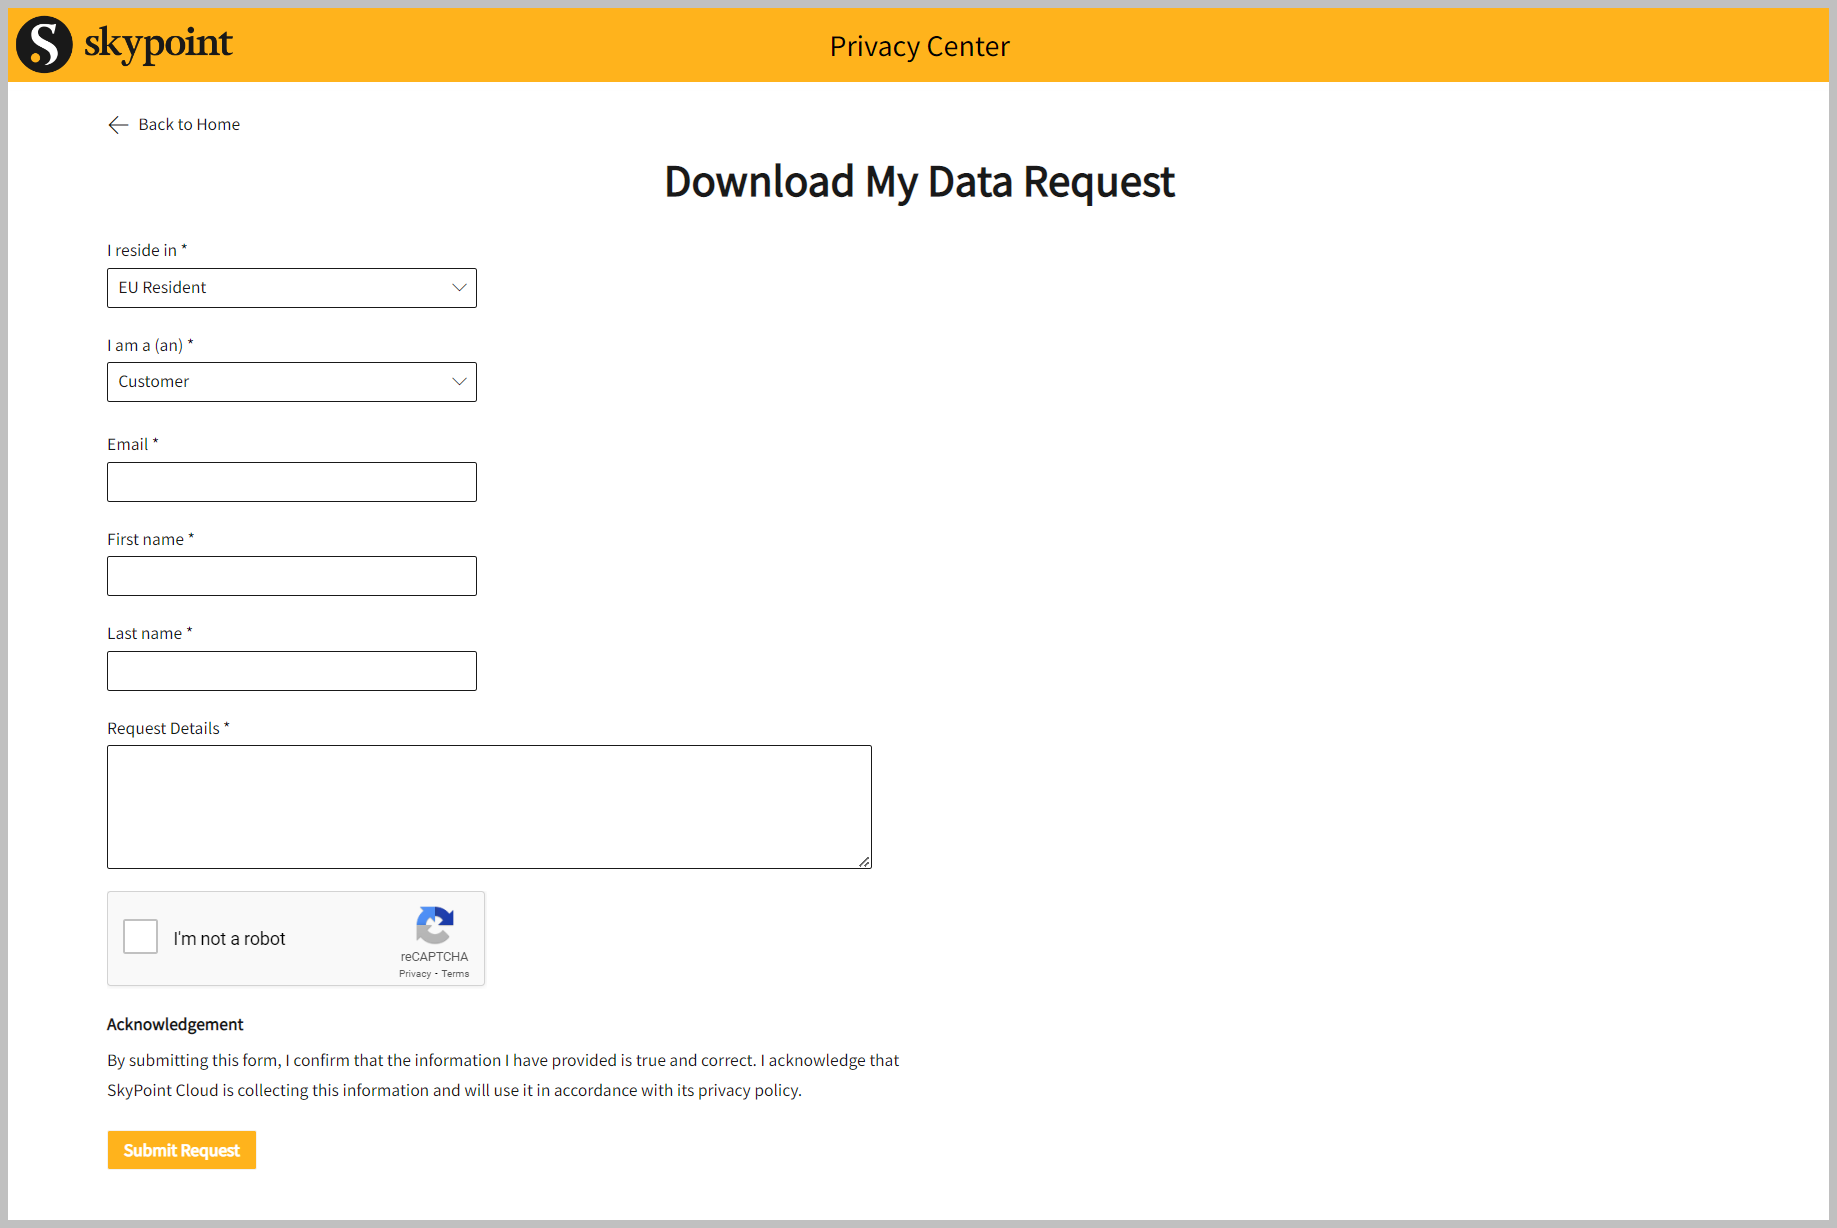 skypoint
Privacy Center
Back to Home
Download My Data Request
I reside in *
EU Resident
I am a (an) *
Customer
Email *
First name *
Last name *
Request Details *
I'm not a robot
reCAPTCHA
Privacy - Terms
Acknowledgement
By submitting this form, I confirm that the information I have provided is true and correct. I acknowledge that
SkyPoint Cloud is collecting this information and will use it in accordance with its privacy policy.
Submit Request